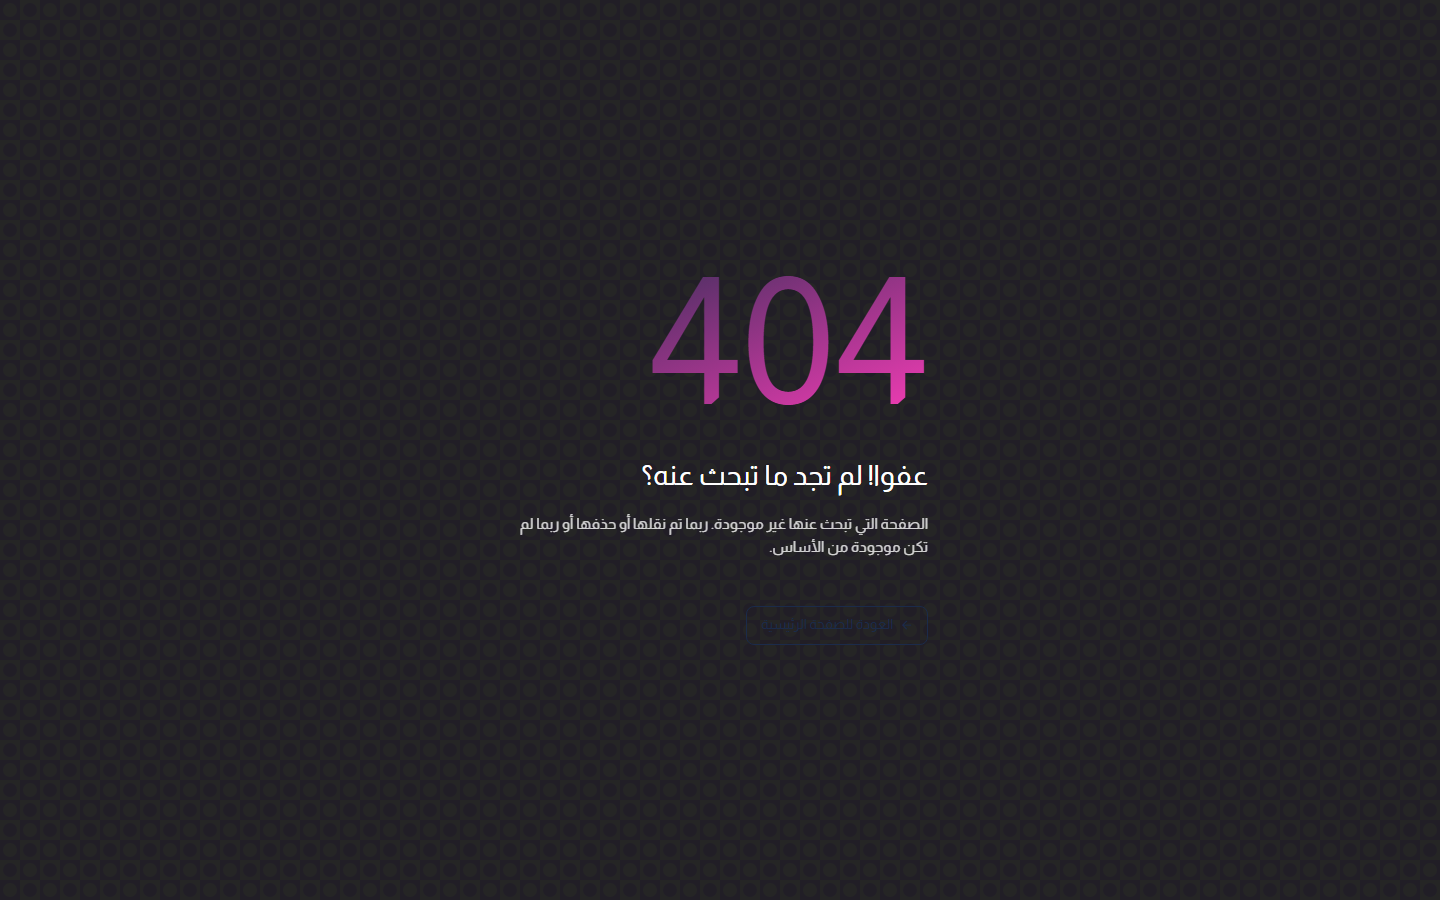 404
عفوا! لم تجد ما تبحث عنه؟
الصفحة التي تبحث عنها غير موجودة. ربما تم نقلها أو حذفها أو ربما لم
تكن موجودة من الأساس.